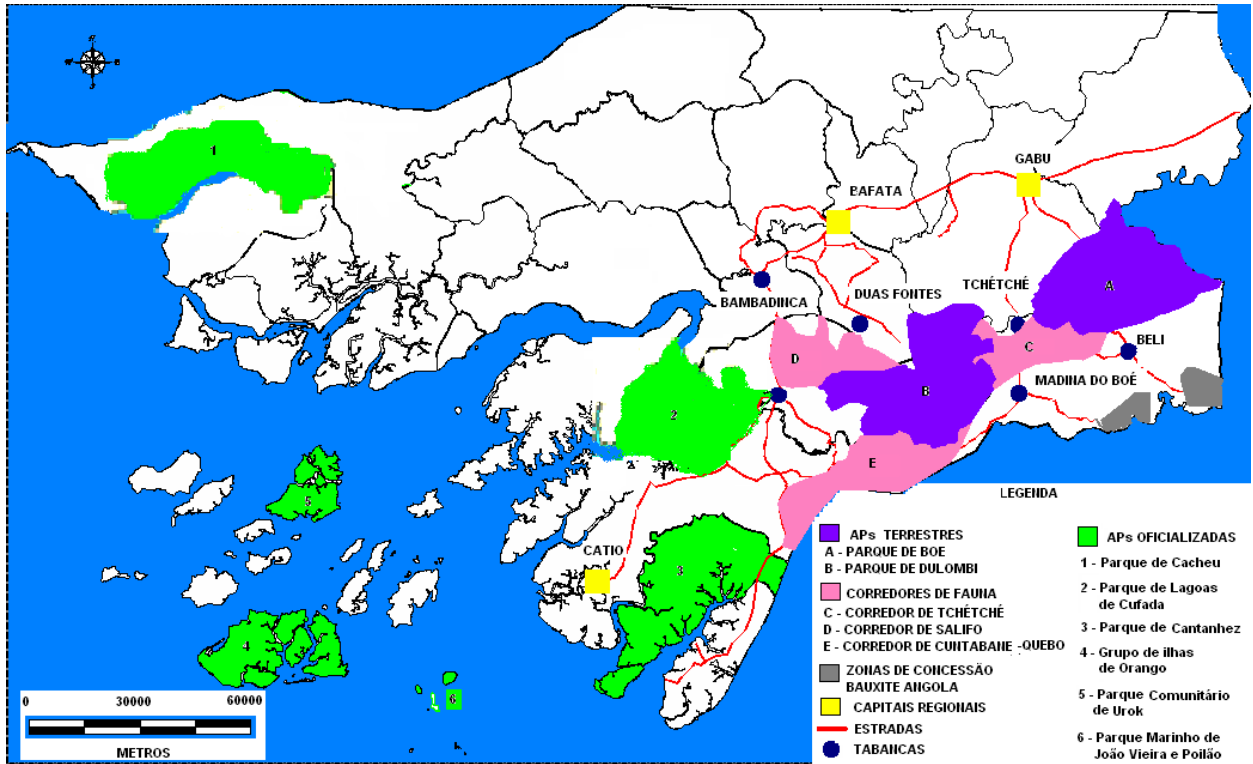 1
GABU
BAFATA
A
TCHÉTCHÉ
DUAS FONTES
BAMBADINCA
BELI
C
D
MADINA DO BOÉ
B
2
E
5
CATIO
3
4
6
0 30000 60000
METROS
LEGENDA
APs TERRESTRES
A - PARQUE DE BOE
B - PARQUE DE DULOMBI
CORREDORES DE FAUNA
C - CORREDOR DE TCHÉTCHÉ
D - CORREDOR DE SALIFO
E - CORREDOR DE CUNTABANE -QUEBO
ZONAS DE CONCESSÃO
BAUXITE ANGOLA
CAPITAIS REGIONAIS
ESTRADAS
TABANCAS
APs OFICIALIZADAS
1 - Parque de Cacheu
2 - Parque de Lagoas
de Cufada
3 - Parque de Cantanhez
4 - Grupo de ilhas
de Orango
5 - Parque Comunitário
de Urok
6 - Parque Marinho de
João Vieira e Poilão